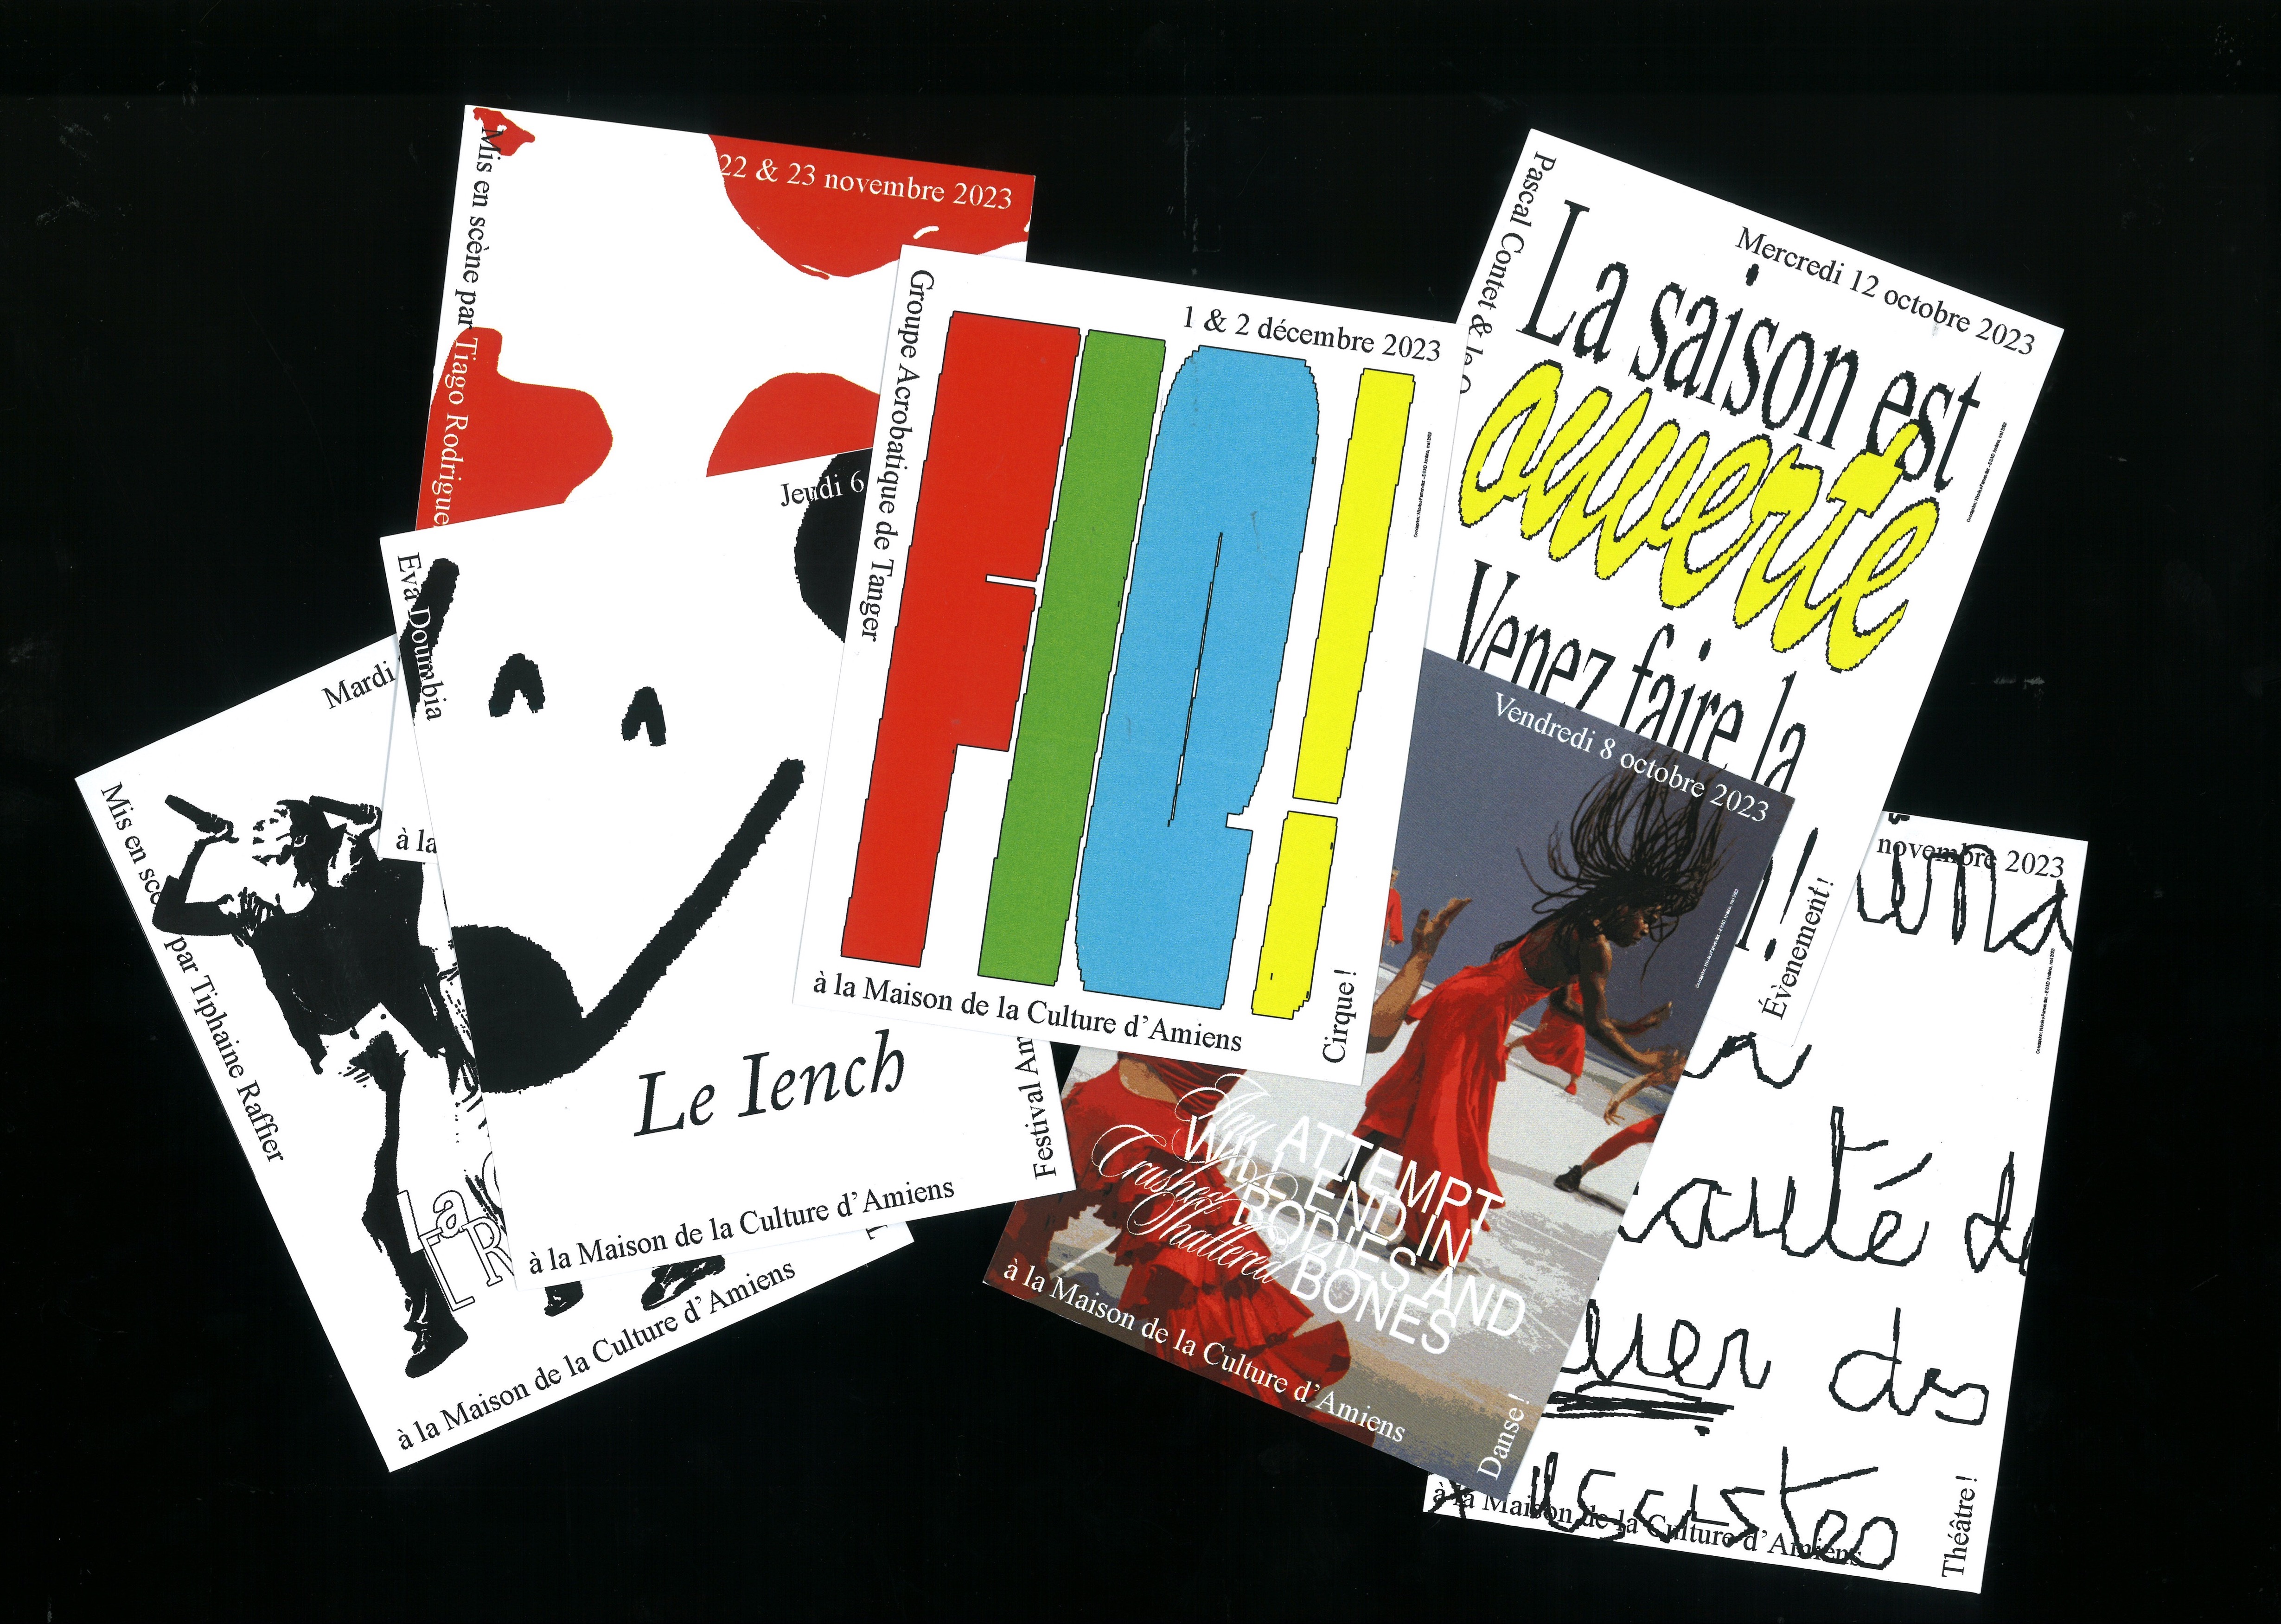 22 & 23 novembre 2023
Mis en scène par Tiago Rodrigue
Mardi
Mis en scè
par Tiphaine Raffier
La
à la Maison de la Culture d’Amiens
à la
Jeudi 6
Eva Doumbia
Le Iench
Festival Am
à la Maison de la Culture d’Amiens
1 & 2 décembre 2023
Groupe Acrobatique de Tanger
FIQ!
Cirque !
à la Maison de la Culture d’Amiens
Mercredi 12 octobre 2023
Pascal Contet &
La saison est
ouverte
Venez faire la
!
Évènement !
Vendredi 8 octobre 2023
Any ATTEMPT
WILL END IN
Crushed BODIES AND
Shattered BONES
Danse !
à la Maison de la Culture d’Amiens
novembre 2023
des
Théâtre !
à la Maison de la Culture d’Amiens